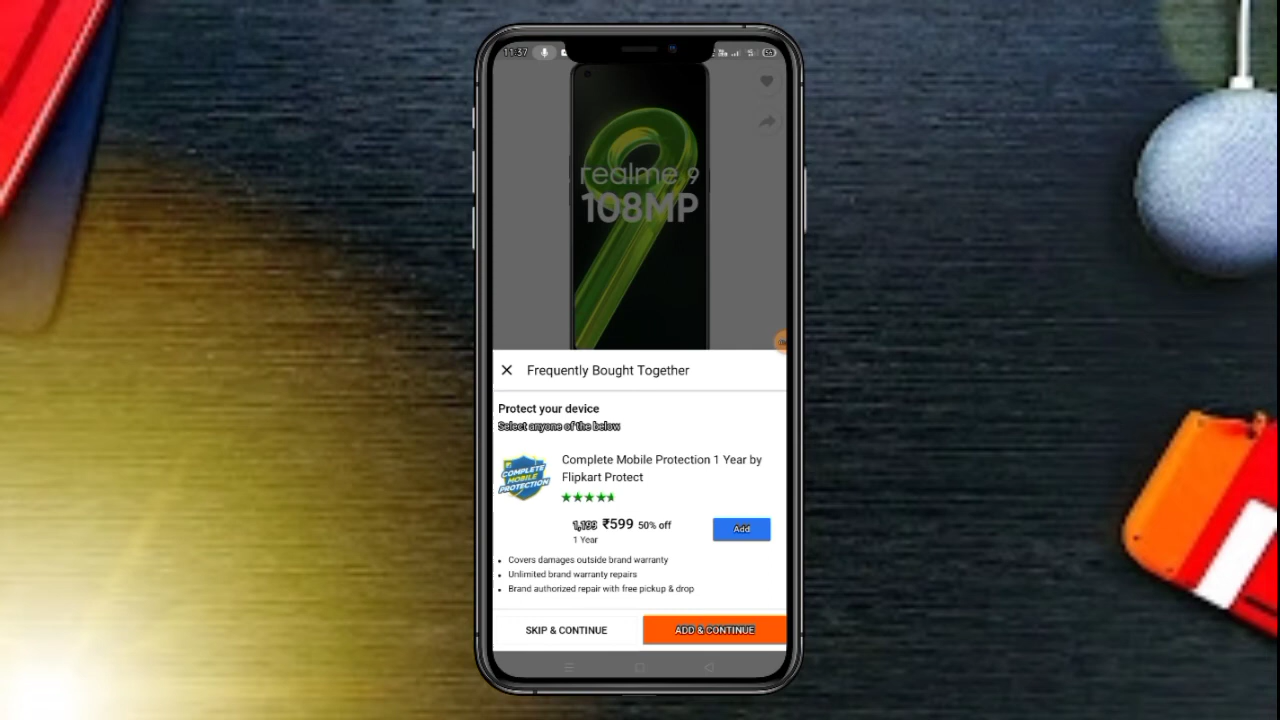 11:37
realme 9
108MP
Frequently Bought Together
Protect your device
Select anyone of the below
COMPLETE
MOBILE
PROTECTION
Complete Mobile Protection 1 Year by
Flipkart Protect
1,199 ₹599 50% off
Add
1 Year
Covers damages outside brand warranty
Unlimited brand warranty repairs
Brand authorized repair with free pickup & drop
SKIP & CONTINUE
ADD & CONTINUE